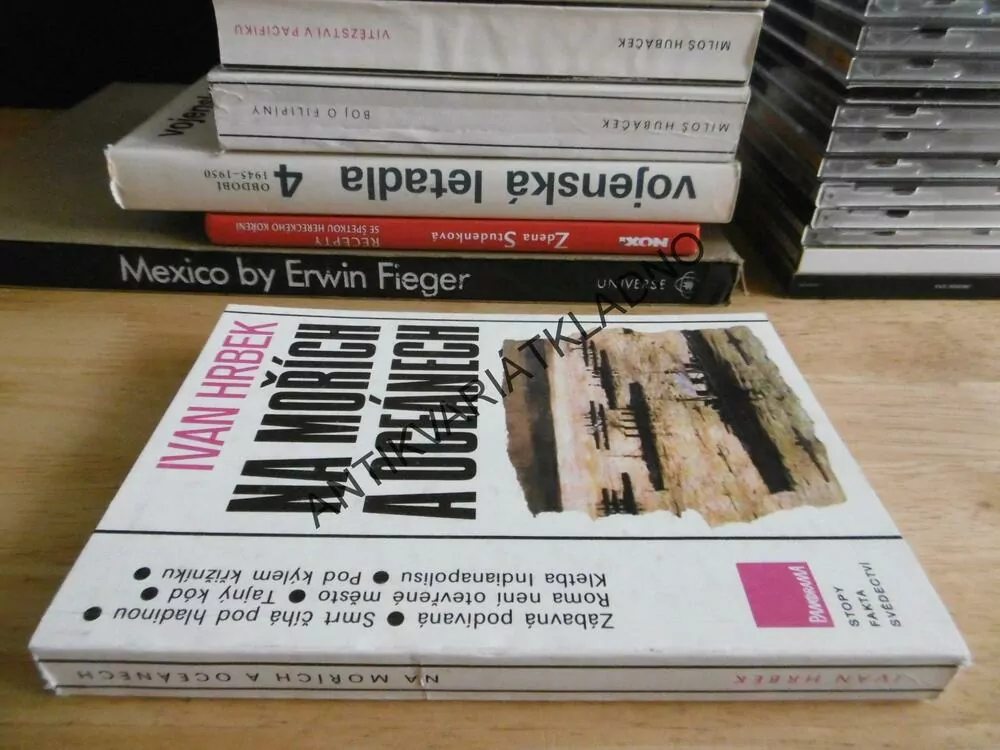 VÍTĚZSTVÍ V PACIFIKU
MILOŠ HUBÁČEK
BOJ O FILIPÍNY
MILOŠ HUBÁČEK
vojenská letadla
4
OBDOBÍ
1945-1950
Zdena Studenková
RECEPTY
SE ŠPETKOU HERECKÉHO KOŘENÍ
Mexico by Erwin Fieger
UNIVERSE
IVAN HRBEK
NA MOŘÍCH
A OCEÁNECH
Zábavná podívaná ● Smrt číhá pod hladinou ●
Roma není otevřené město ● Tajný kód ●
Kletba Indianapolisu ● Pod kýlem křižníku ●
PANORAMA
STOPY
FAKTA
SVĚDECTVÍ
IVAN HRBEK
NA MOŘÍCH A OCEÁNECH
ANTIKVARIÁTKLADNO